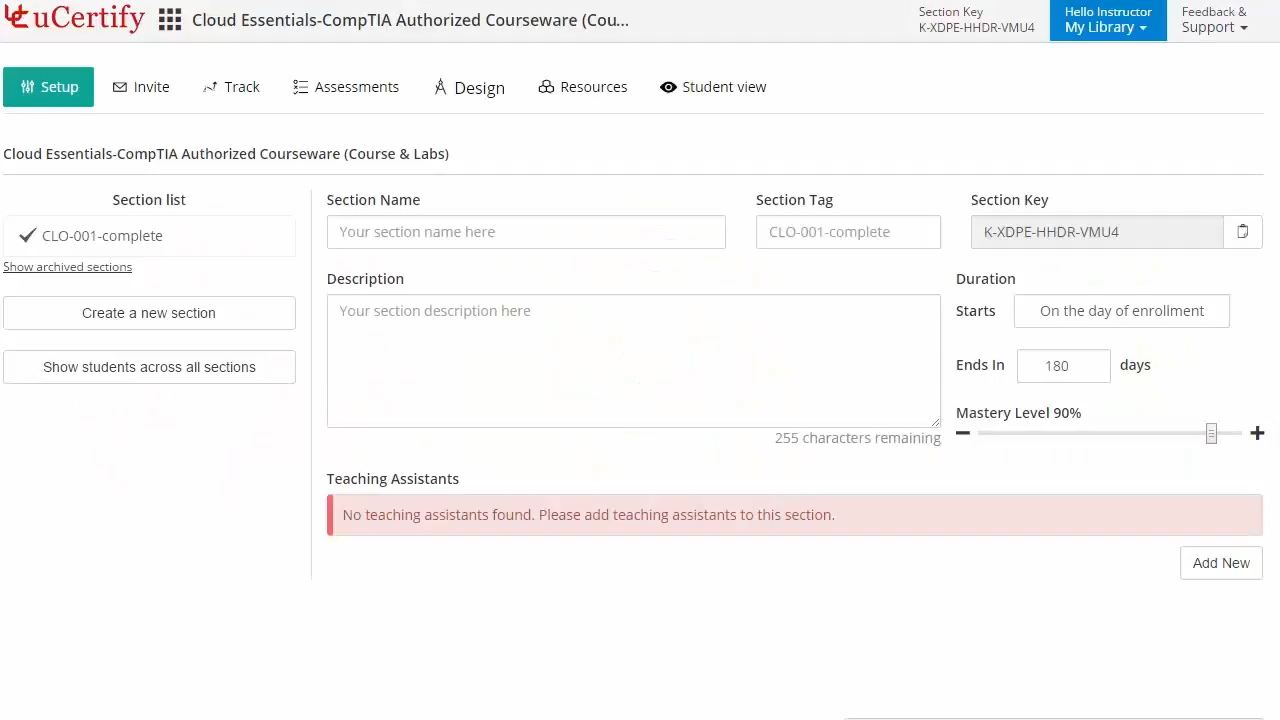 uCertify
Cloud Essentials-CompTIA Authorized Courseware (Cou...
Section Key
K-XDPE-HHDR-VMU4
Hello Instructor
My Library
Feedback &
Support
Setup
Invite
Track
Assessments
Design
Resources
Student view
Cloud Essentials-CompTIA Authorized Courseware (Course & Labs)
Section list
CLO-001-complete
Show archived sections
Create a new section
Show students across all sections
Section Name
Your section name here
Section Tag
CLO-001-complete
Section Key
K-XDPE-HHDR-VMU4
Description
Your section description here
255 characters remaining
Duration
Starts
On the day of enrollment
Ends In
180
days
Mastery Level 90%
Teaching Assistants
No teaching assistants found. Please add teaching assistants to this section.
Add New